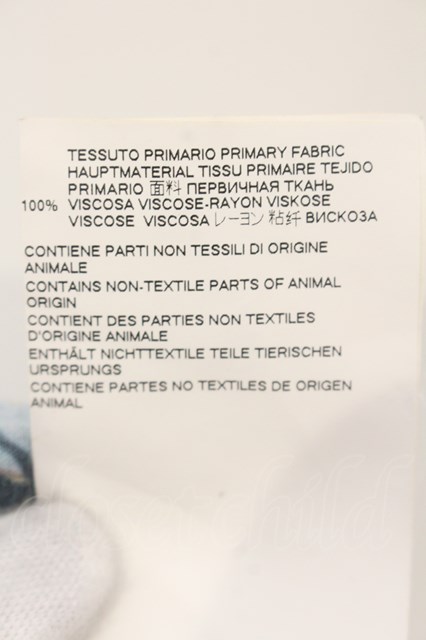 TESSUTO PRIMARIO PRIMARY FABRIC
HAUPTMATERIAL TISSU PRIMAIRE TEJIDO
PRIMARIO 面料 ПЕРВИЧНАЯ ТКАНЬ
100% VISCOSA VISCOSE-RAYON VISKOSE
VISCOSE VISCOSA レーヨン 粘纤 ВИСКОЗА
CONTIENE PARTI NON TESSILI DI ORIGINE
ANIMALE
CONTAINS NON-TEXTILE PARTS OF ANIMAL
ORIGIN
CONTIENT DES PARTIES NON TEXTILES
D'ORIGINE ANIMALE
ENTHÄLT NICHTTEXTILE TEILE TIERISCHEN
URSPRUNGS
CONTIENE PARTES NO TEXTILES DE ORIGEN
ANIMAL